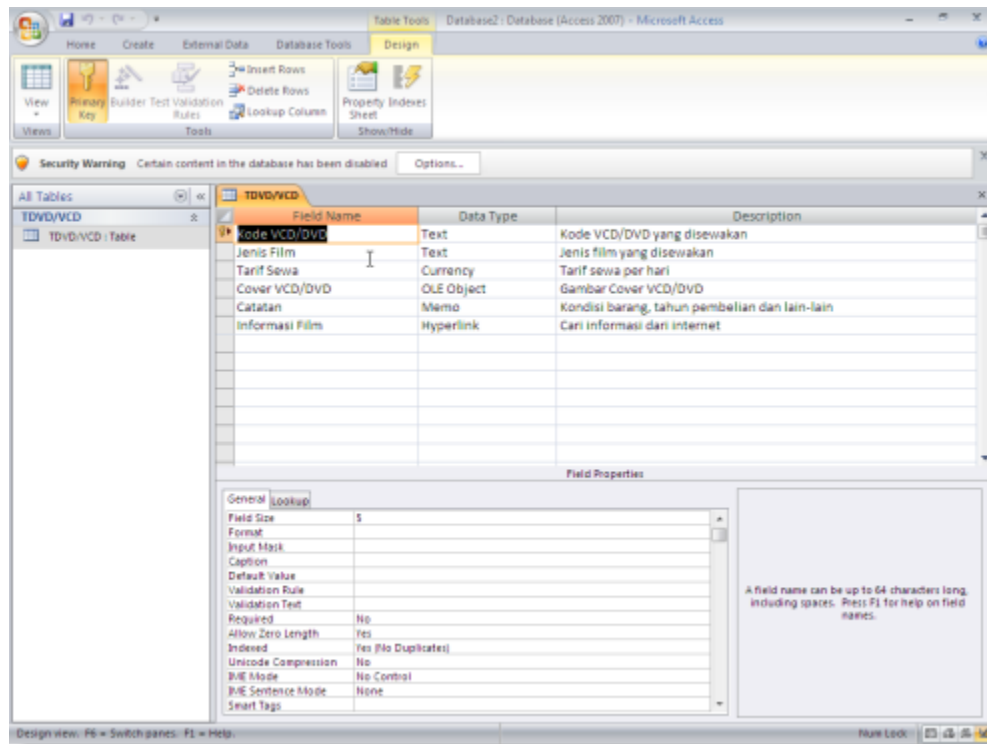 Table Tools Database2 : Database (Access 2007) - Microsoft Access
Home Create External Data Database Tools Design
View
Primary Key
Builder
Test Validation Rules
Insert Rows
Delete Rows
Lookup Column
Property Sheet
Indexes
Views Tools Show/Hide
Security Warning Certain content in the database has been disabled Options...
All Tables
TDVD/VCD
TDVD/VCD : Table
TDVD/VCD
Field Name Data Type Description
Kode VCD/DVD Text Kode VCD/DVD yang disewakan
Jenis Film Text Jenis film yang disewakan
Tarif Sewa Currency Tarif sewa per hari
Cover VCD/DVD OLE Object Gambar Cover VCD/DVD
Catatan Memo Kondisi barang, tahun pembelian dan lain-lain
Informasi Film Hyperlink Cari informasi dari internet
Field Properties
General Lookup
Field Size 5
Format
Input Mask
Caption
Default Value
Validation Rule
Validation Text
Required No
Allow Zero Length Yes
Indexed Yes (No Duplicates)
Unicode Compression No
IME Mode No Control
IME Sentence Mode None
Smart Tags
A field name can be up to 64 characters long,
including spaces. Press F1 for help on field
names.
Design view. F6 = Switch panes. F1 = Help. Num Lock